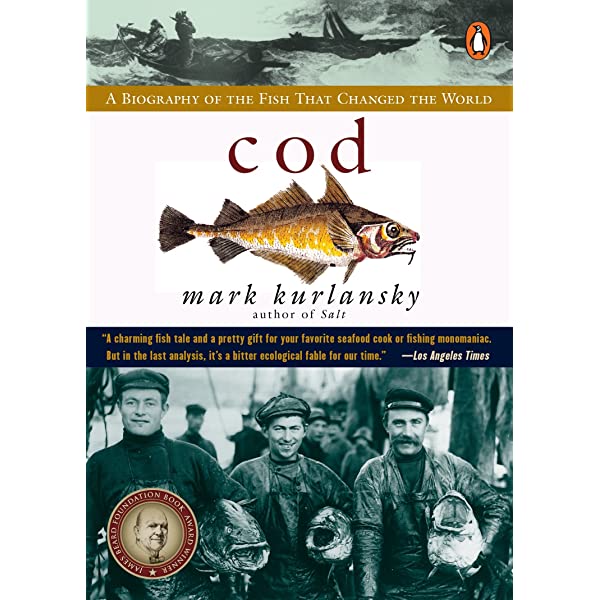 A Biography of the Fish That Changed the World
cod
mark kurlansky
author of Salt
“A charming fish tale and a pretty gift for your favorite seafood cook or fishing monomaniac.
But in the last analysis, it’s a bitter ecological fable for our time.” —Los Angeles Times
JAMES BEARD FOUNDATION BOOK AWARD WINNER